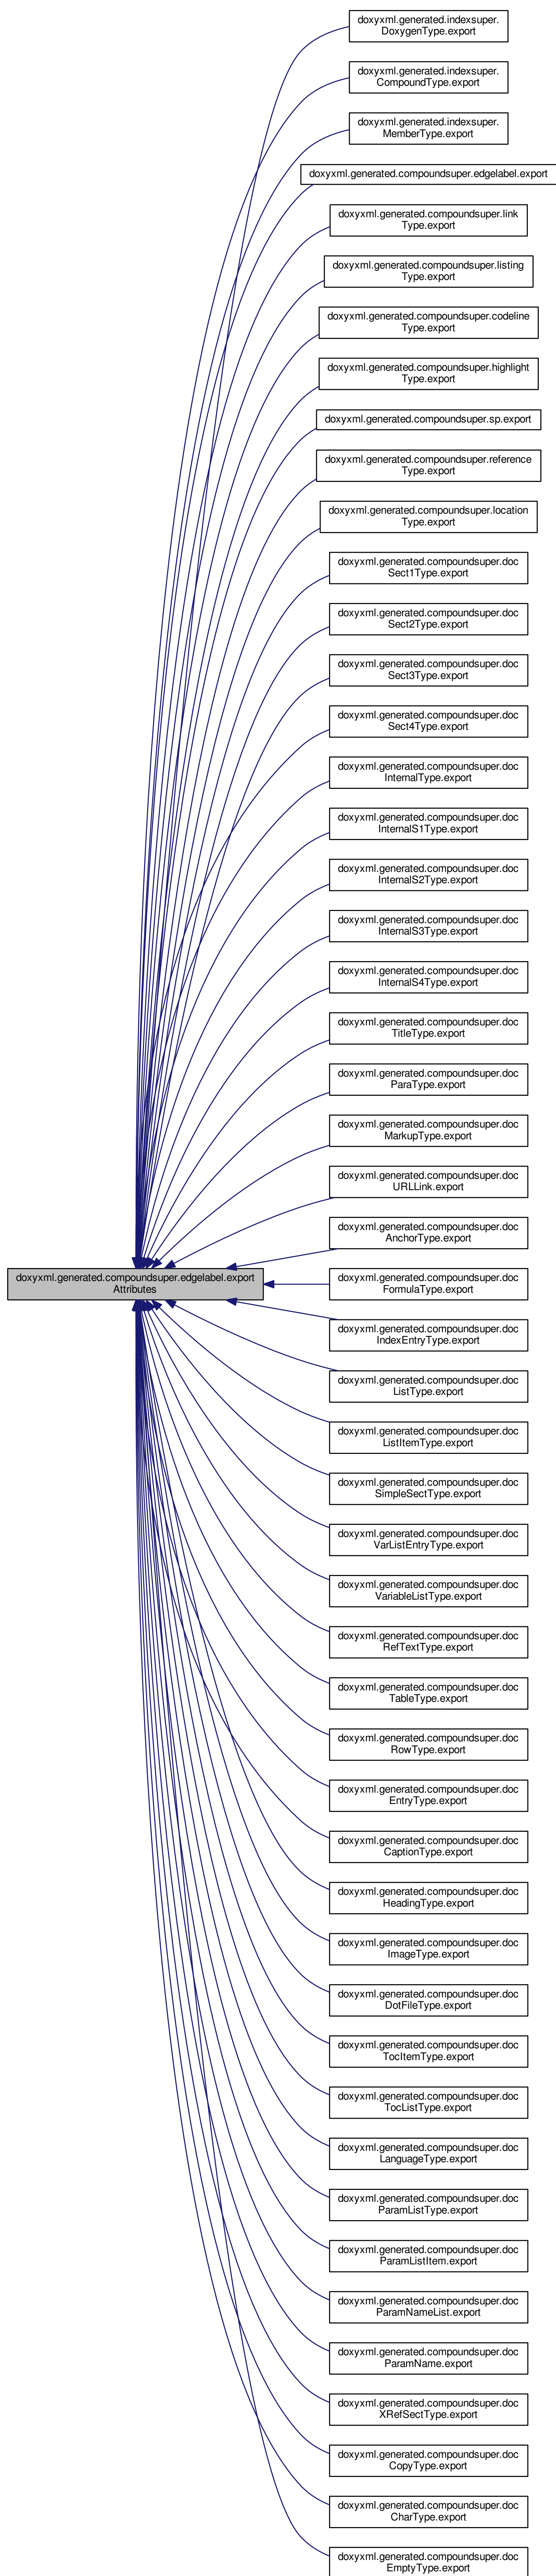 doxyxml.generated.indexsuper.
DoxygenType.export
doxyxml.generated.indexsuper.
CompoundType.export
doxyxml.generated.indexsuper.
MemberType.export
doxyxml.generated.compoundsuper.edgelabel.export
doxyxml.generated.compoundsuper.link
Type.export
doxyxml.generated.compoundsuper.listing
Type.export
doxyxml.generated.compoundsuper.codeline
Type.export
doxyxml.generated.compoundsuper.highlight
Type.export
doxyxml.generated.compoundsuper.sp.export
doxyxml.generated.compoundsuper.reference
Type.export
doxyxml.generated.compoundsuper.location
Type.export
doxyxml.generated.compoundsuper.doc
Sect1Type.export
doxyxml.generated.compoundsuper.doc
Sect2Type.export
doxyxml.generated.compoundsuper.doc
Sect3Type.export
doxyxml.generated.compoundsuper.doc
Sect4Type.export
doxyxml.generated.compoundsuper.doc
InternalType.export
doxyxml.generated.compoundsuper.doc
InternalS1Type.export
doxyxml.generated.compoundsuper.doc
InternalS2Type.export
doxyxml.generated.compoundsuper.doc
InternalS3Type.export
doxyxml.generated.compoundsuper.doc
InternalS4Type.export
doxyxml.generated.compoundsuper.doc
TitleType.export
doxyxml.generated.compoundsuper.doc
ParaType.export
doxyxml.generated.compoundsuper.doc
MarkupType.export
doxyxml.generated.compoundsuper.doc
URLLink.export
doxyxml.generated.compoundsuper.doc
AnchorType.export
doxyxml.generated.compoundsuper.edgelabel.export
Attributes
doxyxml.generated.compoundsuper.doc
FormulaType.export
doxyxml.generated.compoundsuper.doc
IndexEntryType.export
doxyxml.generated.compoundsuper.doc
ListType.export
doxyxml.generated.compoundsuper.doc
ListItemType.export
doxyxml.generated.compoundsuper.doc
SimpleSectType.export
doxyxml.generated.compoundsuper.doc
VarListEntryType.export
doxyxml.generated.compoundsuper.doc
VariableListType.export
doxyxml.generated.compoundsuper.doc
RefTextType.export
doxyxml.generated.compoundsuper.doc
TableType.export
doxyxml.generated.compoundsuper.doc
RowType.export
doxyxml.generated.compoundsuper.doc
EntryType.export
doxyxml.generated.compoundsuper.doc
CaptionType.export
doxyxml.generated.compoundsuper.doc
HeadingType.export
doxyxml.generated.compoundsuper.doc
ImageType.export
doxyxml.generated.compoundsuper.doc
DotFileType.export
doxyxml.generated.compoundsuper.doc
TocItemType.export
doxyxml.generated.compoundsuper.doc
TocListType.export
doxyxml.generated.compoundsuper.doc
LanguageType.export
doxyxml.generated.compoundsuper.doc
ParamListType.export
doxyxml.generated.compoundsuper.doc
ParamListItem.export
doxyxml.generated.compoundsuper.doc
ParamNameList.export
doxyxml.generated.compoundsuper.doc
ParamName.export
doxyxml.generated.compoundsuper.doc
XRefSectType.export
doxyxml.generated.compoundsuper.doc
CopyType.export
doxyxml.generated.compoundsuper.doc
CharType.export
doxyxml.generated.compoundsuper.doc
EmptyType.export